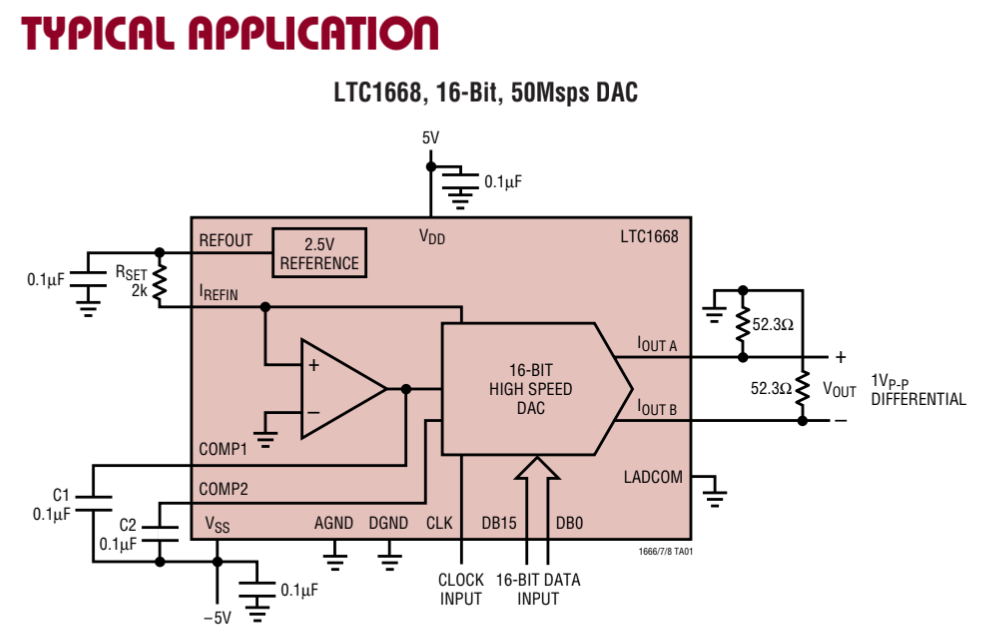 TYPICAL APPLICATION
LTC1668, 16-Bit, 50Msps DAC
5V
0.1µF
VDD
LTC1668
REFOUT
2.5V
REFERENCE
0.1µF
RSET
2k
IREFIN
+
−
16-BIT
HIGH SPEED
DAC
IOUT A
IOUT B
52.3Ω
52.3Ω
+
VOUT
−
1VP-P
DIFFERENTIAL
COMP1
COMP2
LADCOM
C1
0.1µF
C2
0.1µF
VSS
AGND
DGND
CLK
DB15
DB0
1666/7/8 TA01
−5V
0.1µF
CLOCK
INPUT
16-BIT DATA
INPUT